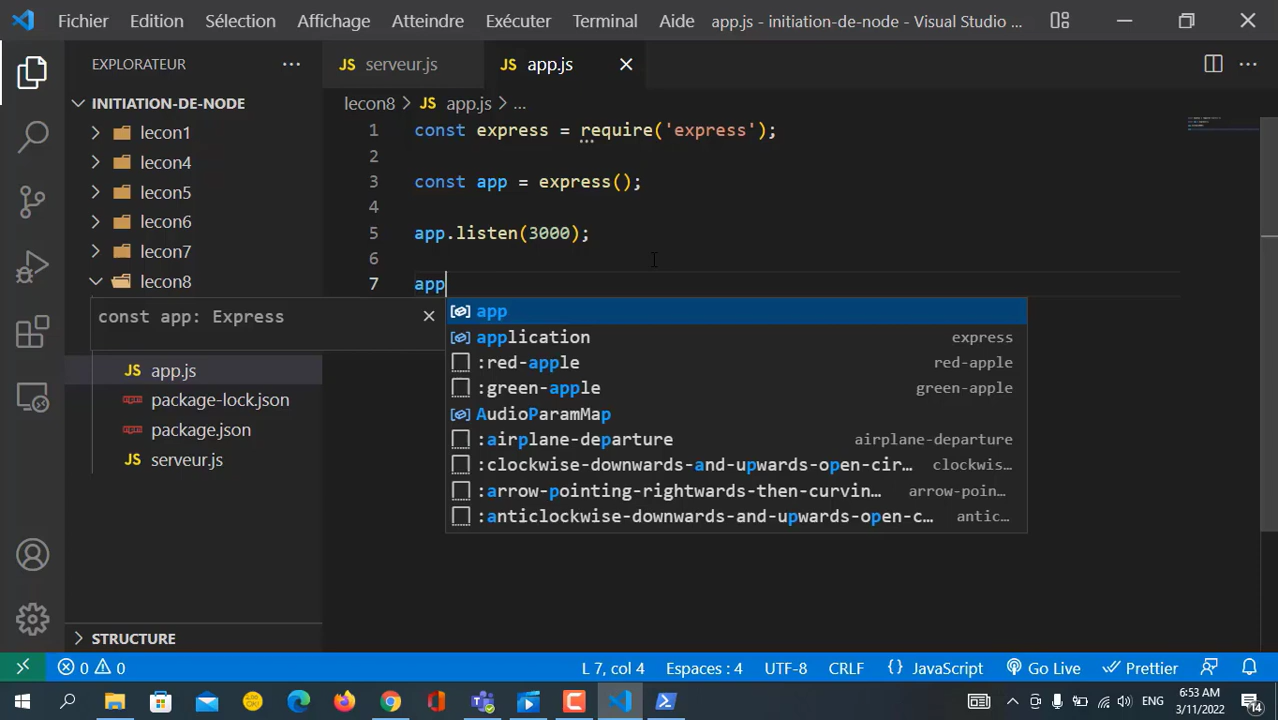 Fichier Edition Sélection Affichage Atteindre Exécuter Terminal Aide app.js - initiation-de-node - Visual Studio ...
EXPLORATEUR
JS serveur.js
JS app.js
INITIATION-DE-NODE
lecon8 > JS app.js > ...
lecon1
lecon4
lecon5
lecon6
lecon7
lecon8
const app: Express
JS app.js
package-lock.json
package.json
JS serveur.js
STRUCTURE
1 const express = require('express');
2
3 const app = express();
4
5 app.listen(3000);
6
7 app
app
application express
:red-apple red-apple
:green-apple green-apple
AudioParamMap
:airplane-departure airplane-departure
:clockwise-downwards-and-upwards-open-cir... clockwis...
:arrow-pointing-rightwards-then-curvin... arrow-poin...
:anticlockwise-downwards-and-upwards-open-c... antic...
0 0 L 7, col 4 Espaces : 4 UTF-8 CRLF {} JavaScript Go Live Prettier
ENG
6:53 AM
3/11/2022
14